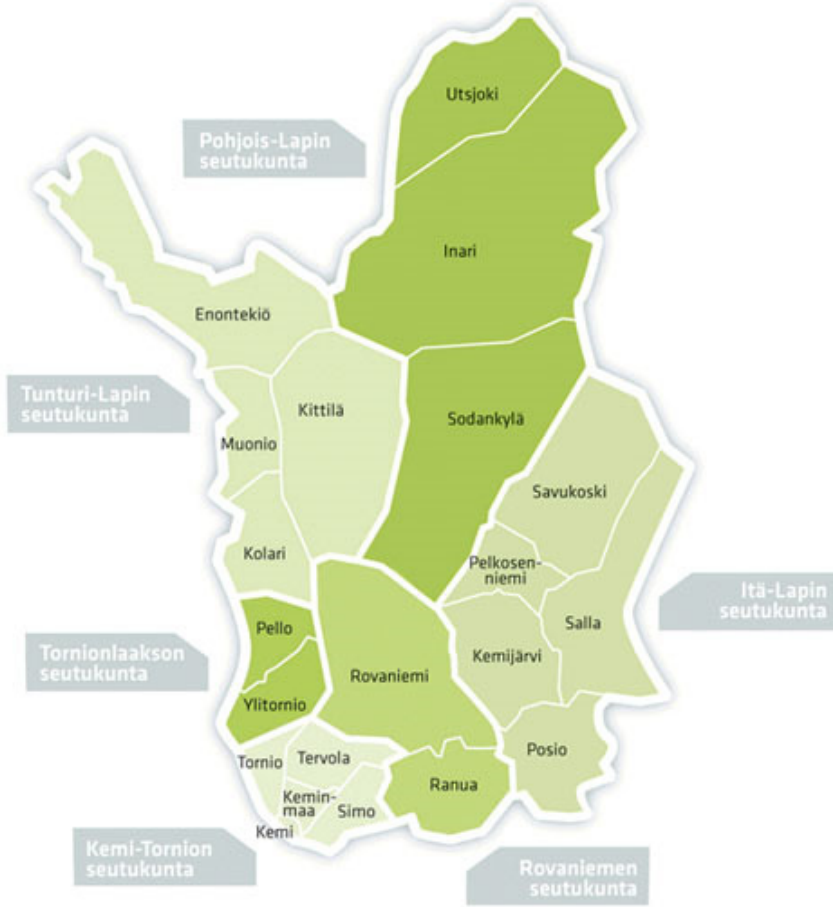 Utsjoki
Pohjois-Lapin
seutukunta
Inari
Enontekiö
Tunturi-Lapin
seutukunta
Kittilä
Sodankylä
Muonio
Savukoski
Kolari
Pelkosen-
niemi
Itä-Lapin
seutukunta
Salla
Pello
Tornionlaakson
seutukunta
Kemijärvi
Rovaniemi
Ylitornio
Posio
Tornio
Tervola
Ranua
Kemin-
maa
Simo
Kemi
Kemi-Tornion
seutukunta
Rovaniemen
seutukunta